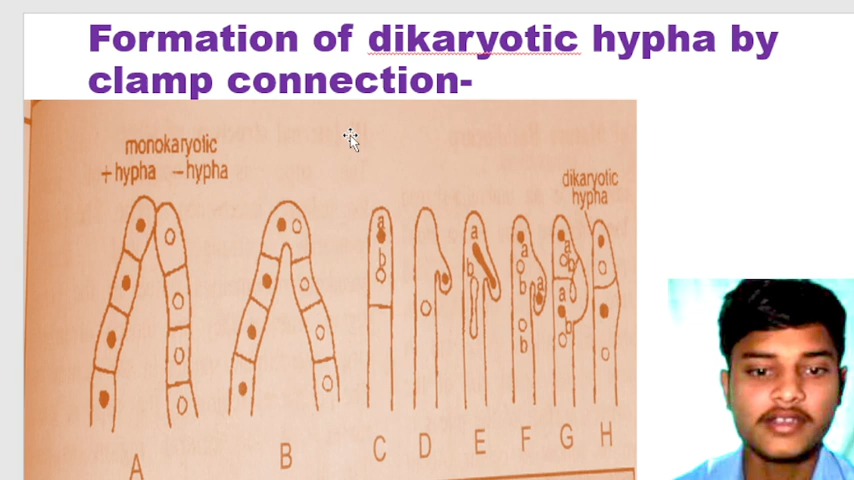 Formation of dikaryotic hypha by
clamp connection-
monokaryotic
+hypha −hypha
dikaryotic
hypha
a
b
a
b
a
b
a
b
a
b
a
b
A B C D E F G H